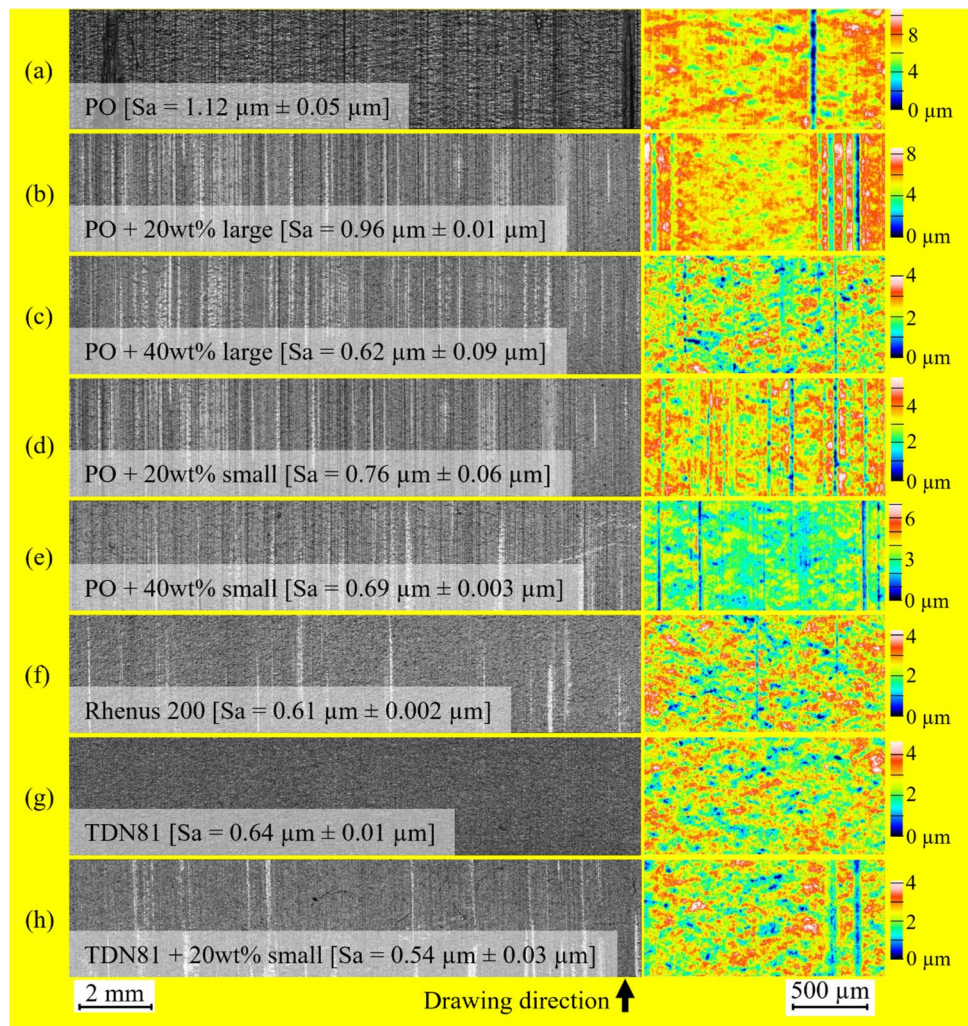 (a)
PO [Sa = 1.12 µm ± 0.05 µm]
8
4
0 µm
(b)
PO + 20wt% large [Sa = 0.96 µm ± 0.01 µm]
8
4
0 µm
(c)
PO + 40wt% large [Sa = 0.62 µm ± 0.09 µm]
4
2
0 µm
(d)
PO + 20wt% small [Sa = 0.76 µm ± 0.06 µm]
4
2
0 µm
(e)
PO + 40wt% small [Sa = 0.69 µm ± 0.003 µm]
6
3
0 µm
(f)
Rhenus 200 [Sa = 0.61 µm ± 0.002 µm]
4
2
0 µm
(g)
TDN81 [Sa = 0.64 µm ± 0.01 µm]
4
2
0 µm
(h)
TDN81 + 20wt% small [Sa = 0.54 µm ± 0.03 µm]
4
2
0 µm
2 mm
Drawing direction
500 µm